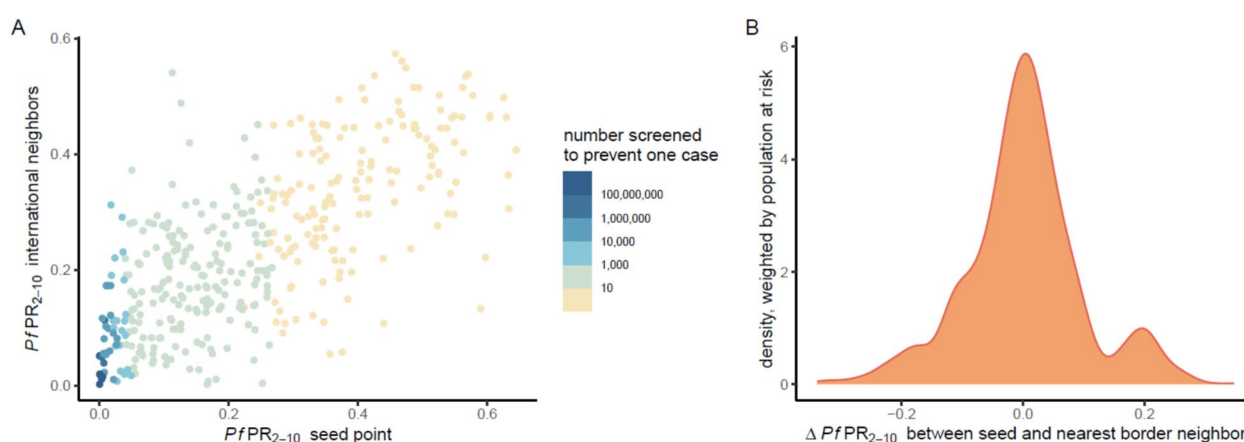 A
0.6
0.4
0.2
0.0
PfPR2–10 international neighbors
0.0
0.2
0.4
0.6
PfPR2–10 seed point
number screened
to prevent one case
100,000,000
1,000,000
10,000
1,000
10
B
6
4
2
0
density, weighted by population at risk
−0.2
0.0
0.2
Δ PfPR2–10 between seed and nearest border neighbor